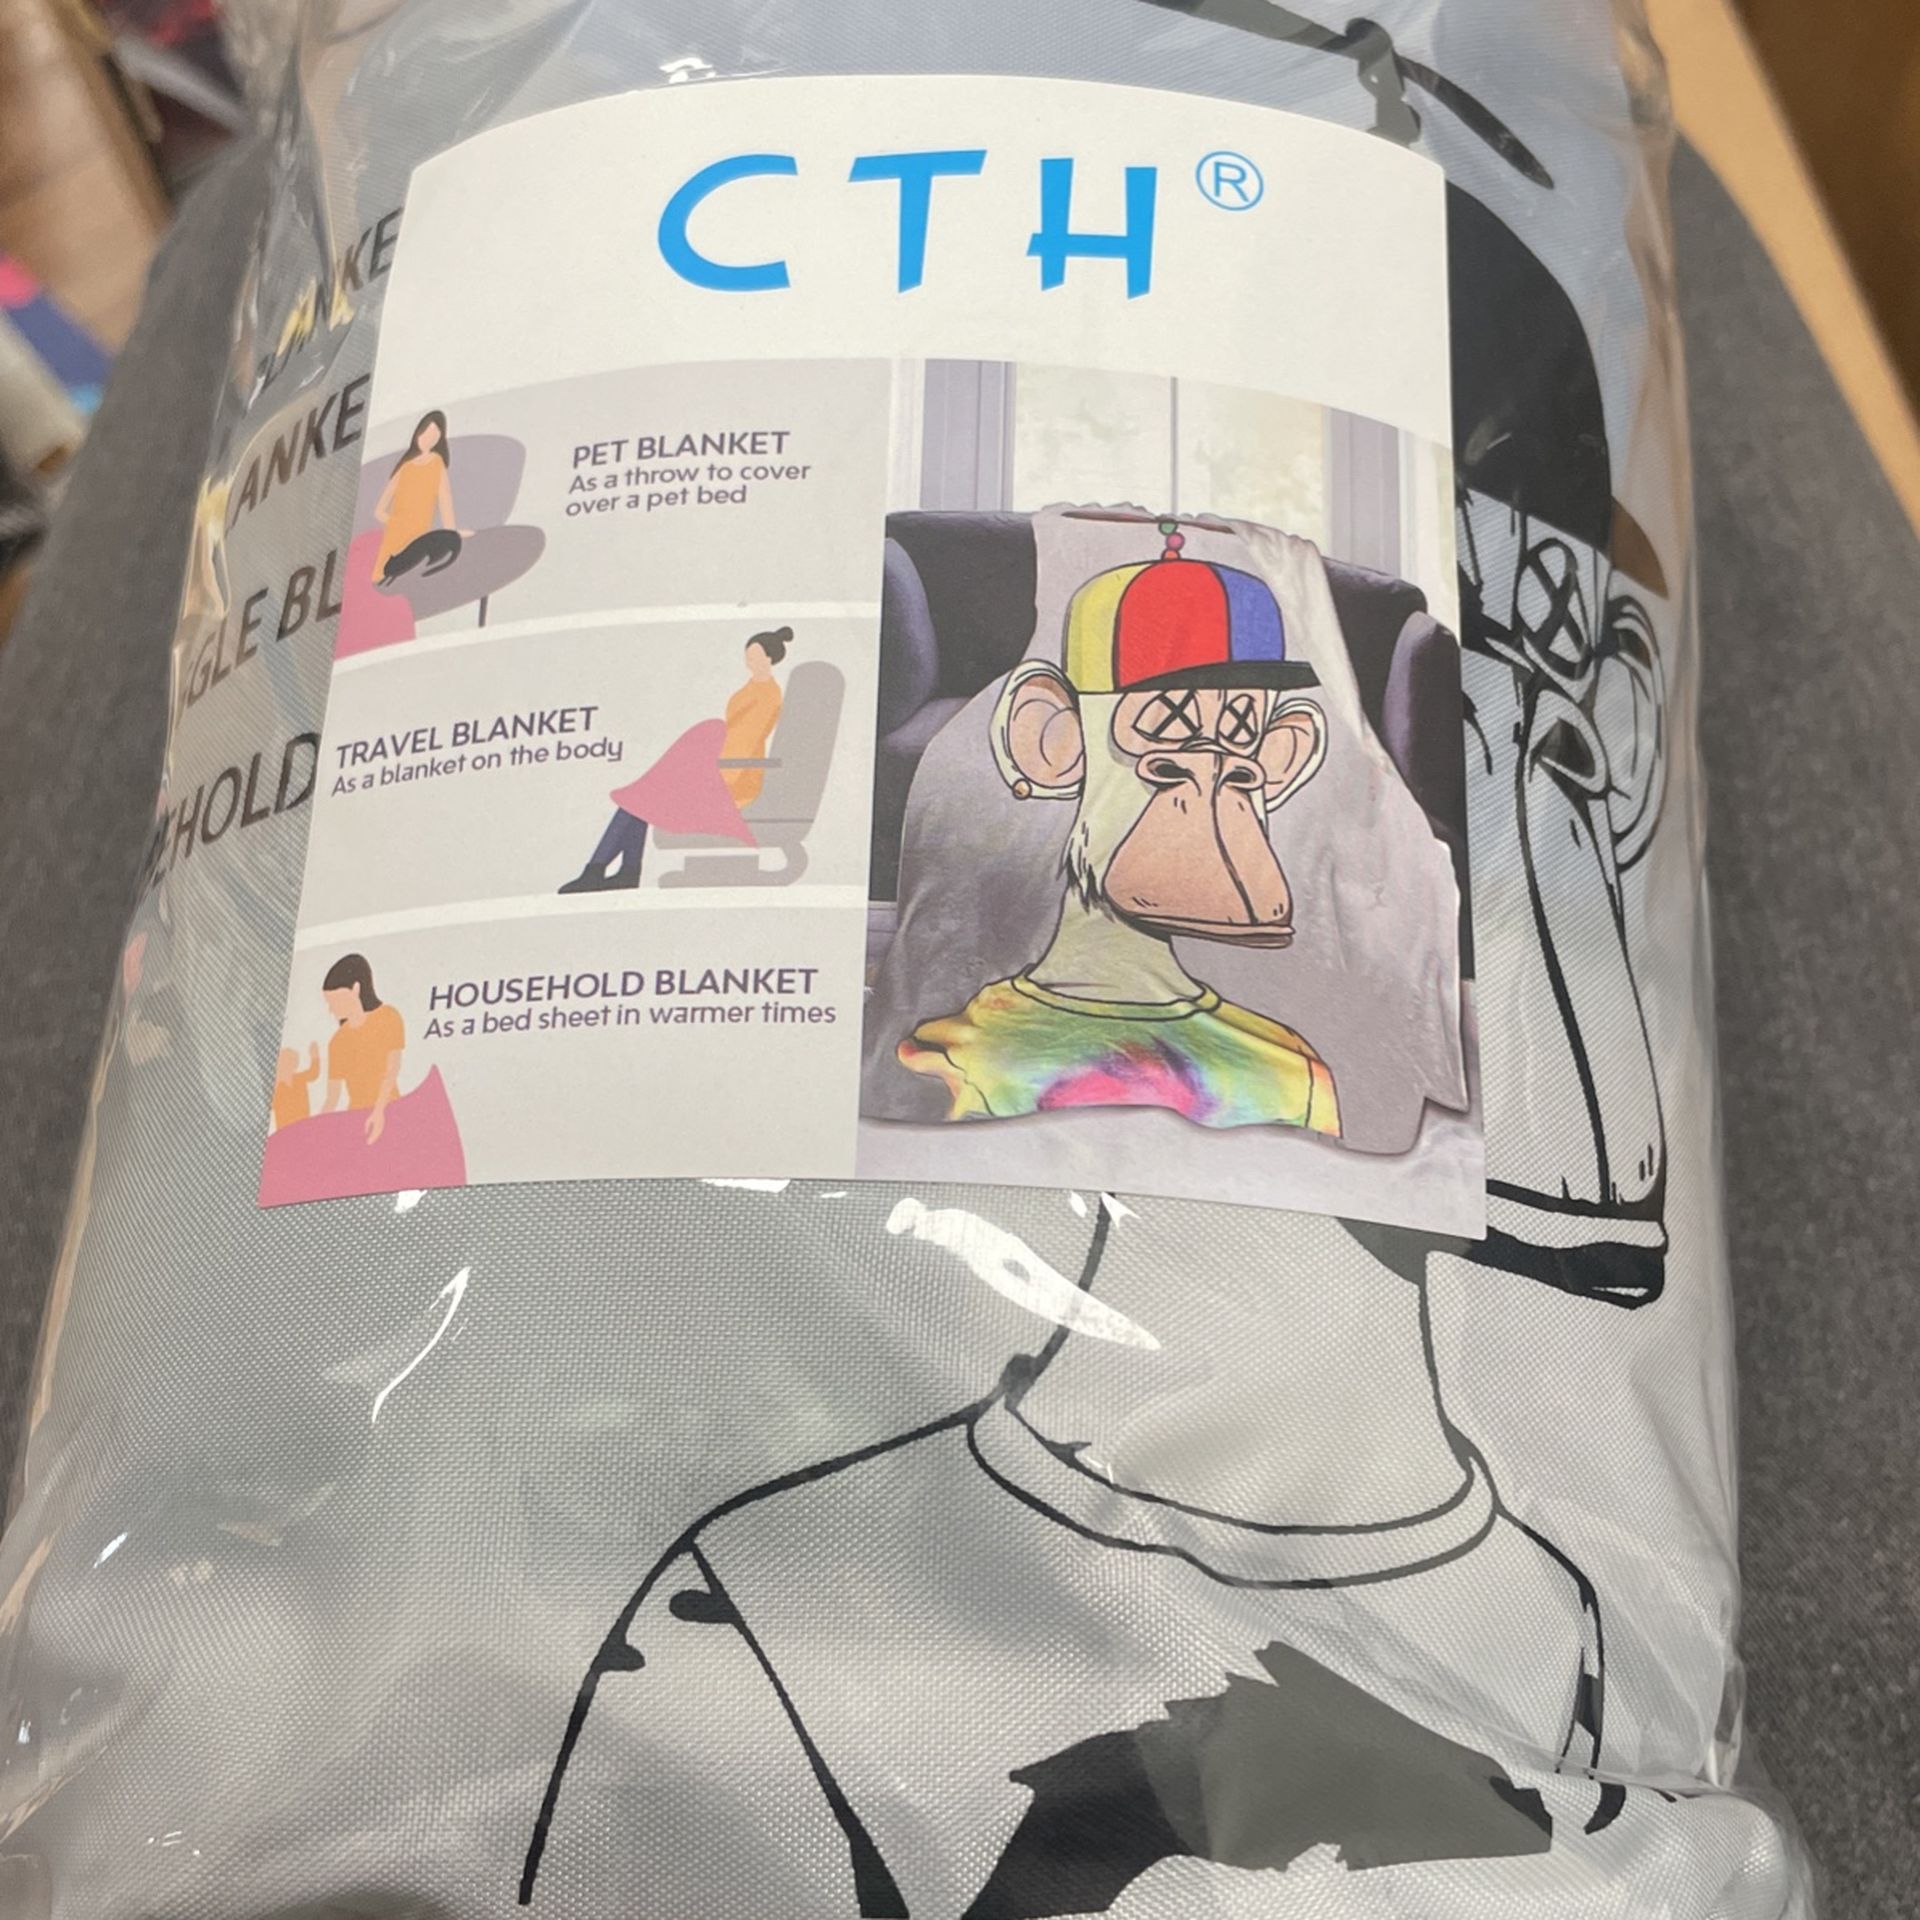 CTH®
PET BLANKET
As a throw to cover
over a pet bed
TRAVEL BLANKET
As a blanket on the body
HOUSEHOLD BLANKET
As a bed sheet in warmer times